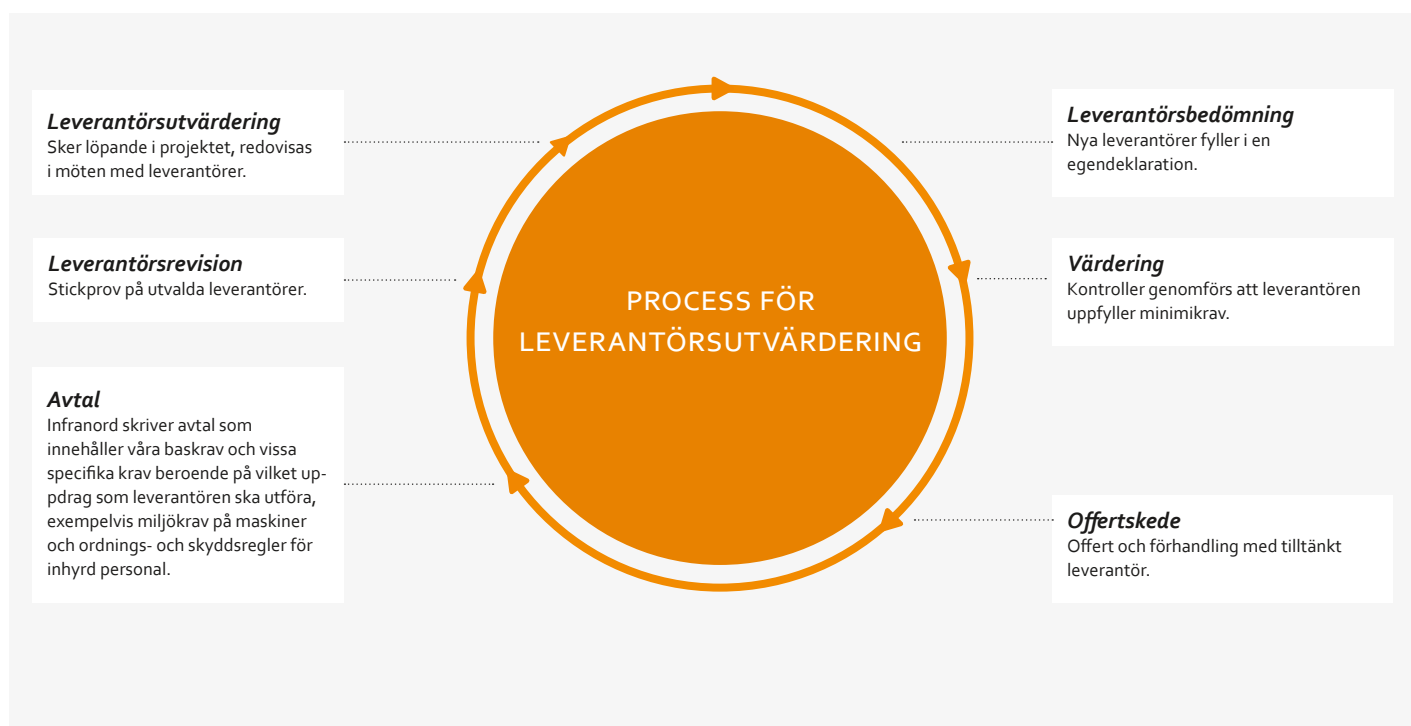 Leverantörsutvärdering
Sker löpande i projektet, redovisas
i möten med leverantörer.
Leverantörsrevision
Stickprov på utvalda leverantörer.
Avtal
Infranord skriver avtal som
innehåller våra baskrav och vissa
specifika krav beroende på vilket up-
pdrag som leverantören ska utföra,
exempelvis miljökrav på maskiner
och ordnings- och skyddsregler för
inhyrd personal.
PROCESS FÖR
LEVERANTÖRSUTVÄRDERING
Leverantörsbedömning
Nya leverantörer fyller i en
egendeklaration.
Värdering
Kontroller genomförs att leverantören
uppfyller minimikrav.
Offertskede
Offert och förhandling med tilltänkt
leverantör.